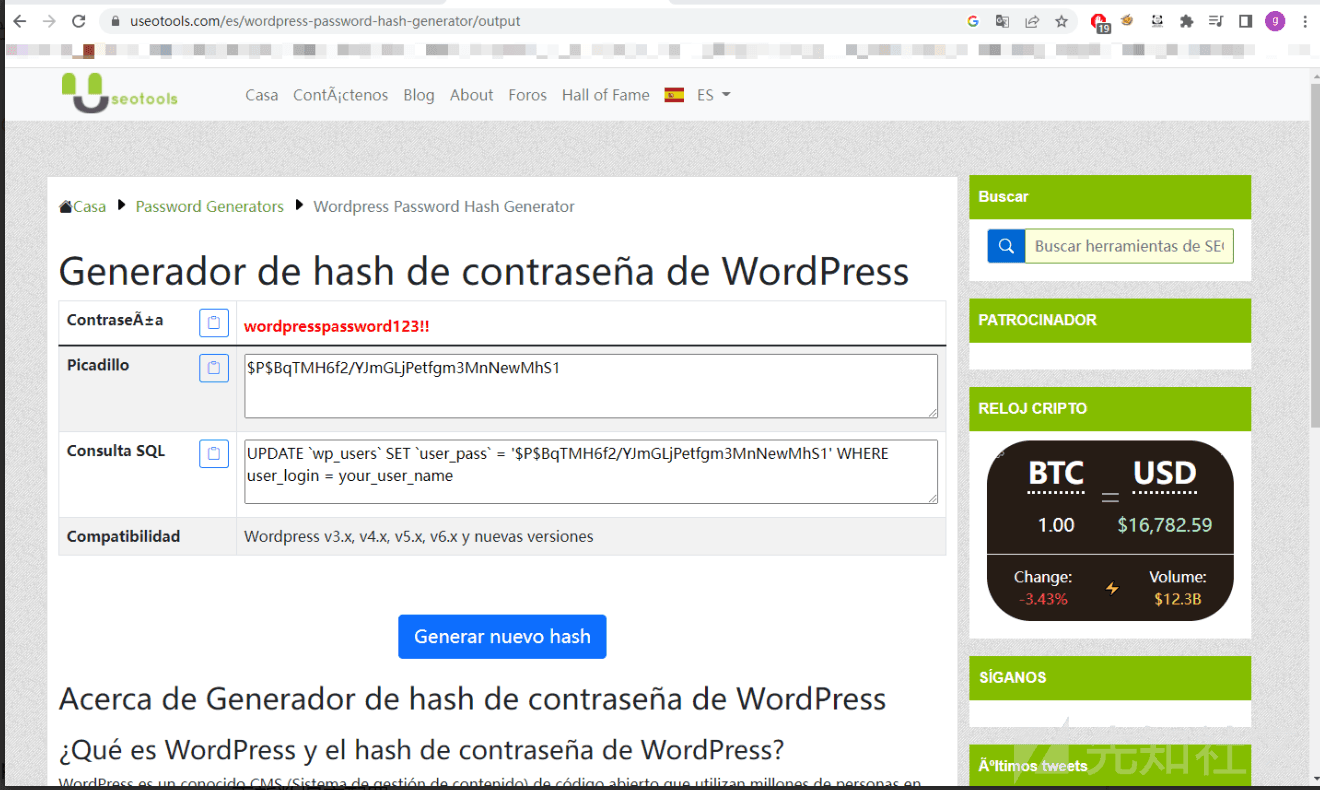 useotools.com/es/wordpress-password-hash-generator/output
19
g
seotools
Casa ContÃ¡ctenos Blog About Foros Hall of Fame ES
Casa Password Generators Wordpress Password Hash Generator
Generador de hash de contraseña de WordPress
ContraseÃ±a wordpresspassword123!!
Picadillo $P$BqTMH6f2/YJmGLjPetfgm3MnNewMhS1
Consulta SQL UPDATE `wp_users` SET `user_pass` = '$P$BqTMH6f2/YJmGLjPetfgm3MnNewMhS1' WHERE
user_login = your_user_name
Compatibilidad Wordpress v3.x, v4.x, v5.x, v6.x y nuevas versiones
Generar nuevo hash
Acerca de Generador de hash de contraseña de WordPress
¿Qué es WordPress y el hash de contraseña de WordPress?
WordPress es un conocido CMS (Sistema de gestión de contenido) de código abierto que utilizan millones de personas en
Buscar
Buscar herramientas de SE
PATROCINADOR
RELOJ CRIPTO
BTC = USD
1.00 $16,782.59
Change: Volume:
-3.43% $12.3B
SÍGANOS
Ãºltimos tweets
先知社